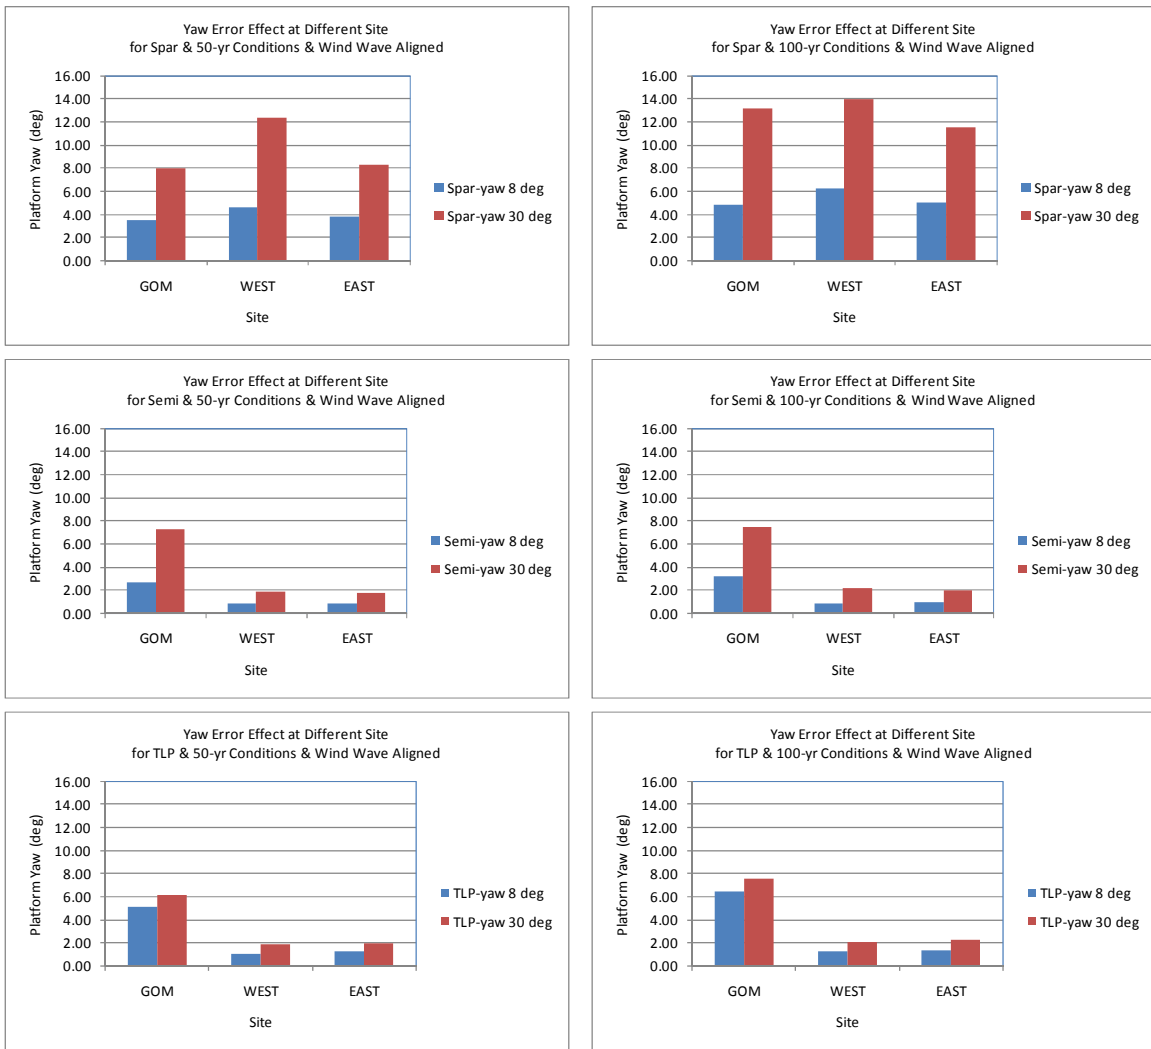 Yaw Error Effect at Different Site
for Spar & 50-yr Conditions & Wind Wave Aligned
16.00
14.00
12.00
10.00
8.00
6.00
4.00
2.00
0.00
Platform Yaw (deg)
GOM WEST EAST
Site
Spar-yaw 8 deg
Spar-yaw 30 deg
Yaw Error Effect at Different Site
for Spar & 100-yr Conditions & Wind Wave Aligned
16.00
14.00
12.00
10.00
8.00
6.00
4.00
2.00
0.00
Platform Yaw (deg)
GOM WEST EAST
Site
Spar-yaw 8 deg
Spar-yaw 30 deg
Yaw Error Effect at Different Site
for Semi & 50-yr Conditions & Wind Wave Aligned
16.00
14.00
12.00
10.00
8.00
6.00
4.00
2.00
0.00
Platform Yaw (deg)
GOM WEST EAST
Site
Semi-yaw 8 deg
Semi-yaw 30 deg
Yaw Error Effect at Different Site
for Semi & 100-yr Conditions & Wind Wave Aligned
16.00
14.00
12.00
10.00
8.00
6.00
4.00
2.00
0.00
Platform Yaw (deg)
GOM WEST EAST
Site
Semi-yaw 8 deg
Semi-yaw 30 deg
Yaw Error Effect at Different Site
for TLP & 50-yr Conditions & Wind Wave Aligned
16.00
14.00
12.00
10.00
8.00
6.00
4.00
2.00
0.00
Platform Yaw (deg)
GOM WEST EAST
Site
TLP-yaw 8 deg
TLP-yaw 30 deg
Yaw Error Effect at Different Site
for TLP & 100-yr Conditions & Wind Wave Aligned
16.00
14.00
12.00
10.00
8.00
6.00
4.00
2.00
0.00
Platform Yaw (deg)
GOM WEST EAST
Site
TLP-yaw 8 deg
TLP-yaw 30 deg